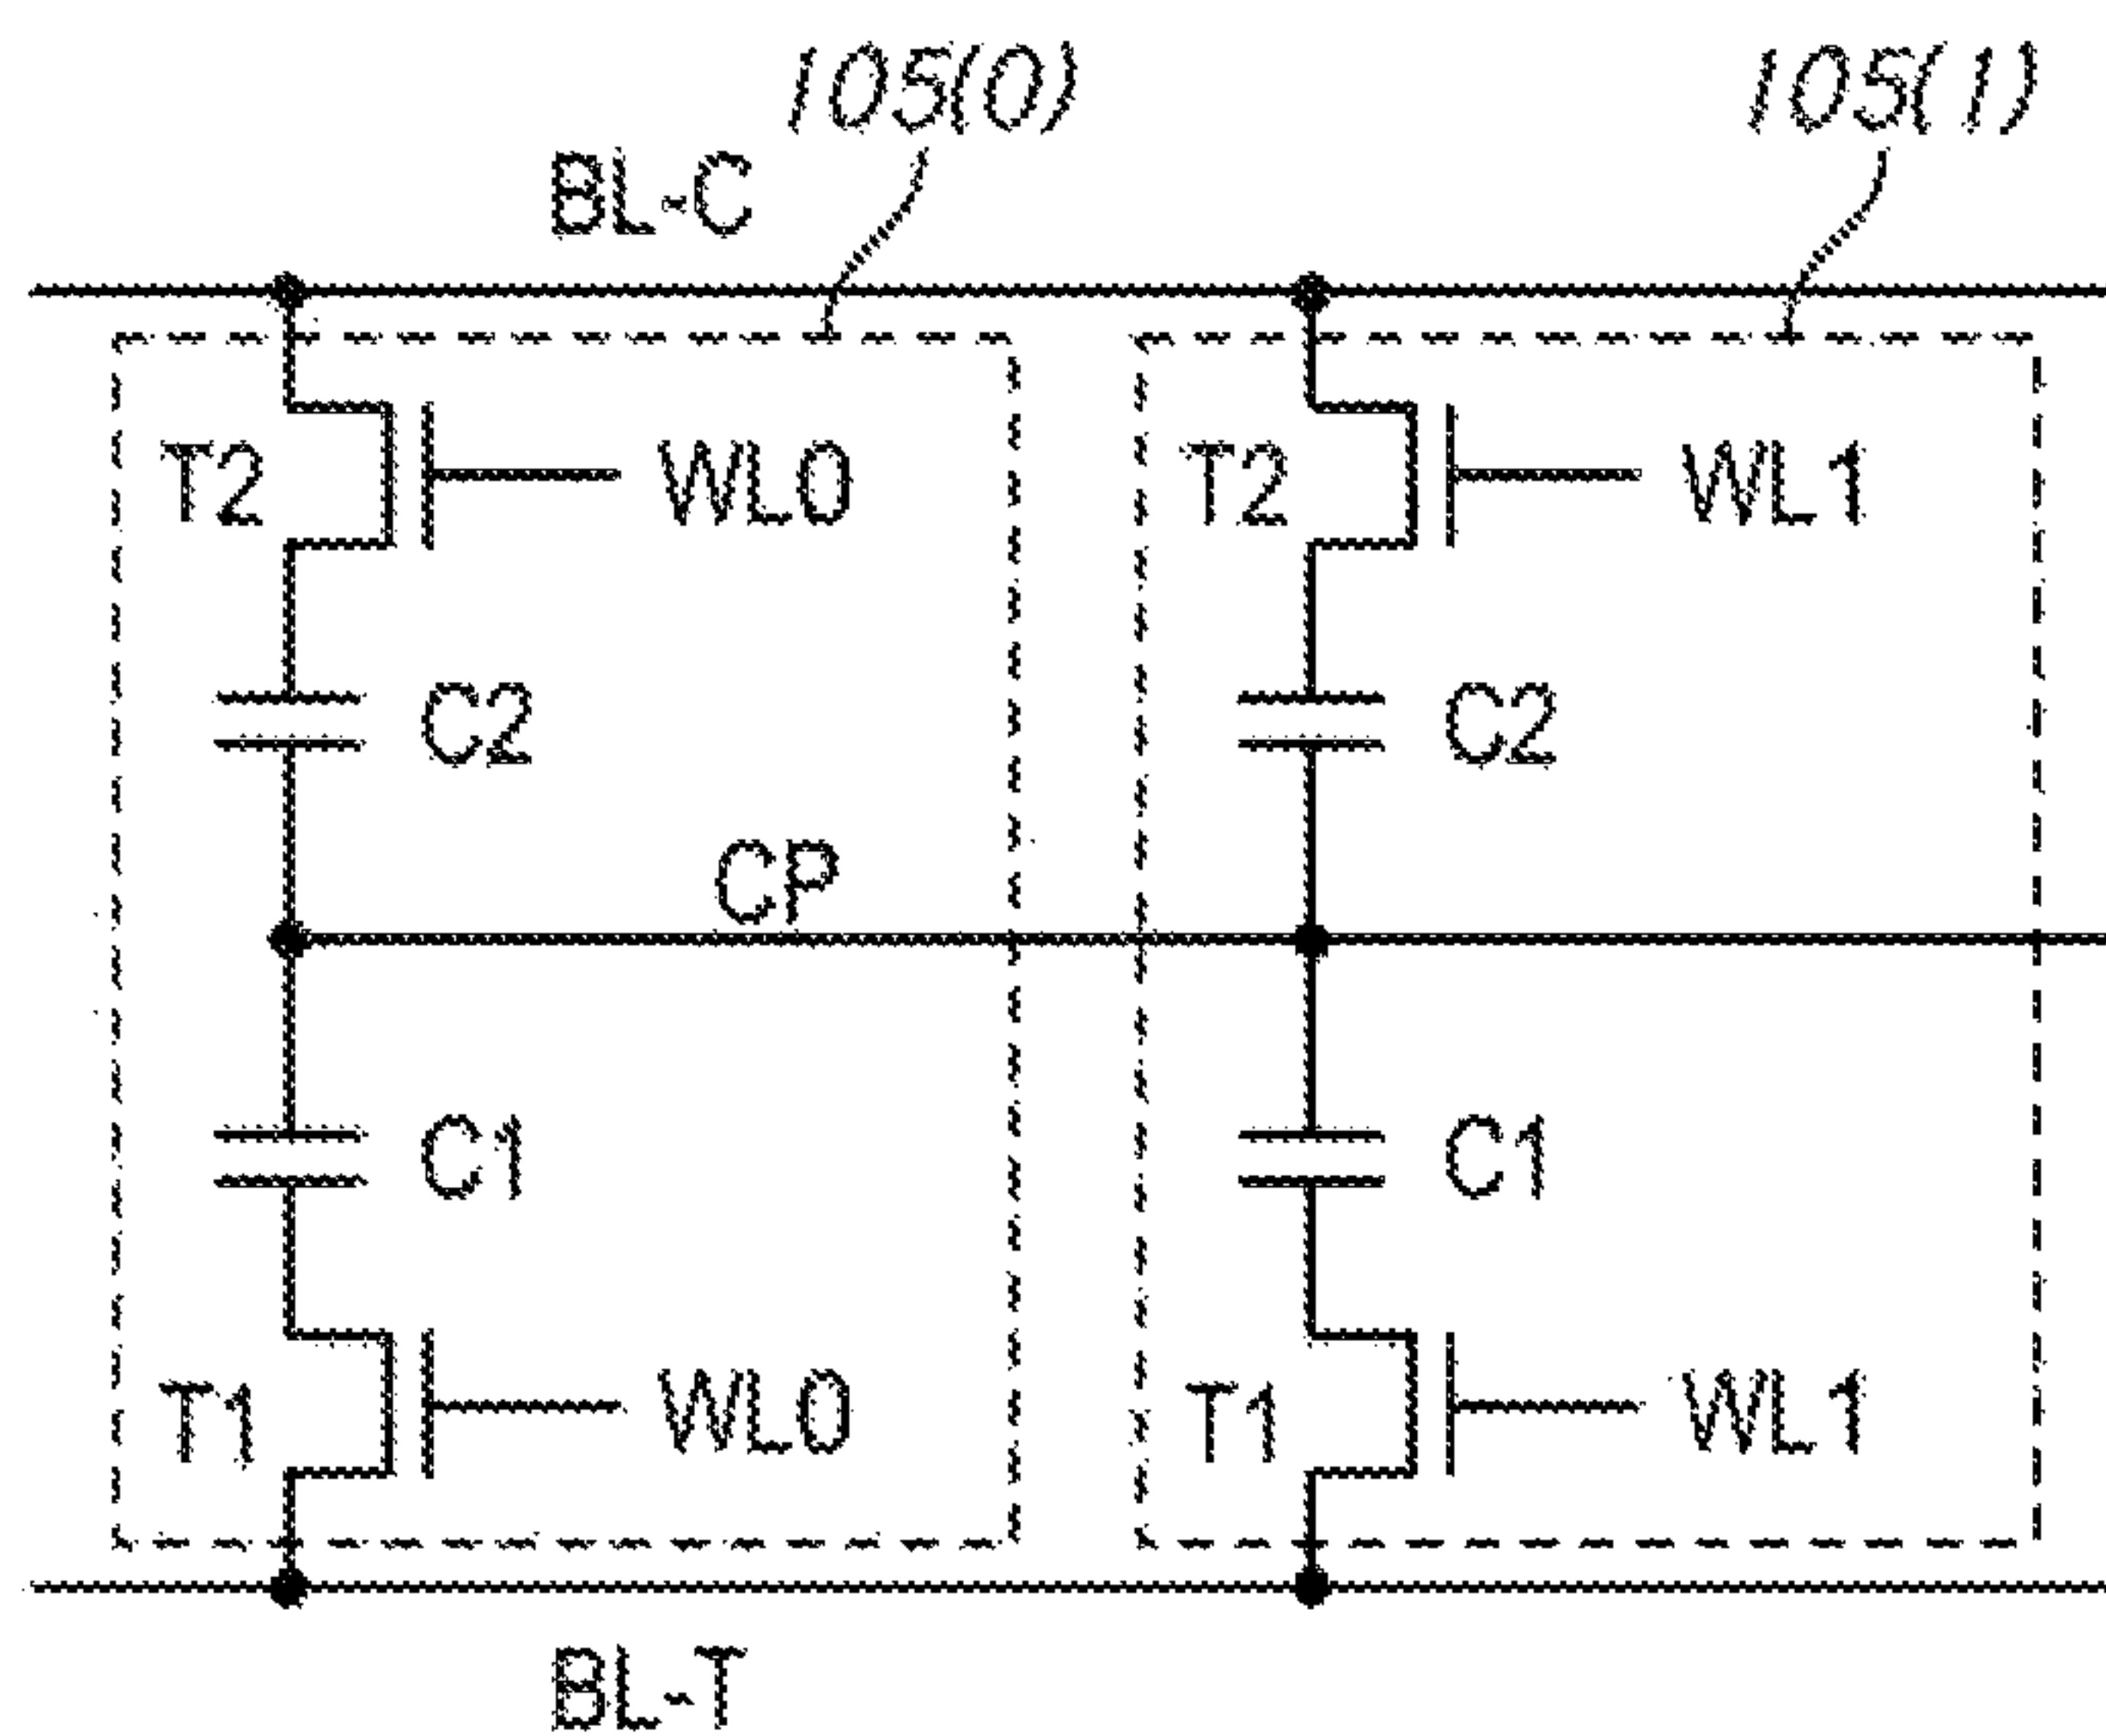 105(0) 105(1)
BL-C
T2 WL0 T2 WL1
C2 C2
CP
C1 C1
T1 WL0 T1 WL1
BL-T